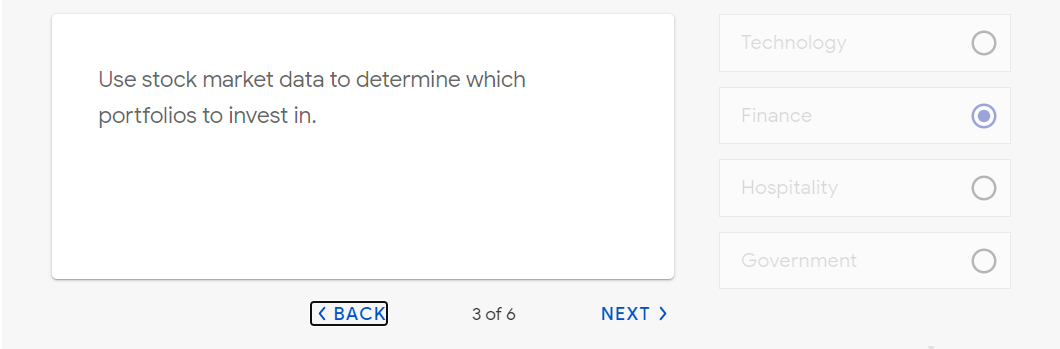 Use stock market data to determine which
portfolios to invest in.
BACK
3 of 6
NEXT
Technology
Finance
Hospitality
Government